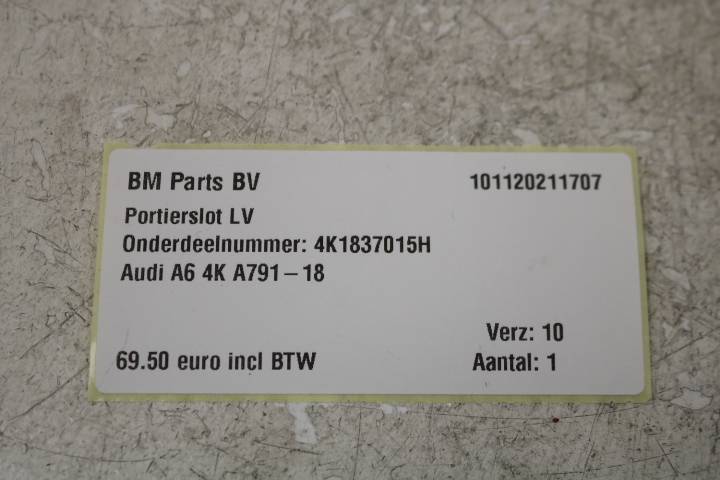 BM Parts BV 101120211707
Portierslot LV
Onderdeelnummer: 4K1837015H
Audi A6 4K A791-18
Verz: 10
69.50 euro incl BTW Aantal: 1